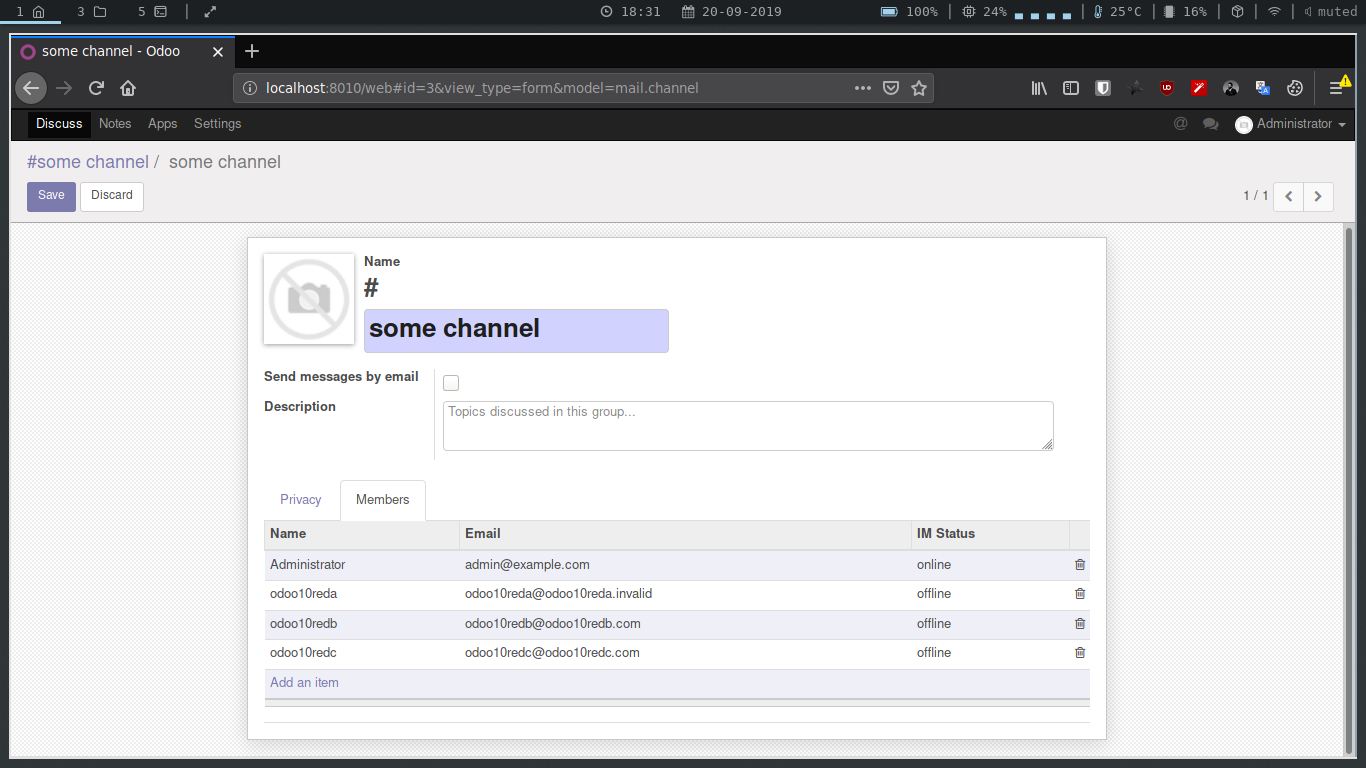 1 3 5 18:31 20-09-2019 100% 24% 25°C 16% muted
some channel - Odoo
localhost:8010/web#id=3&view_type=form&model=mail.channel
Discuss Notes Apps Settings @ Administrator
#some channel / some channel
Save Discard 1 / 1
Name
#
some channel
Send messages by email
Description Topics discussed in this group...
Privacy Members
Name Email IM Status
Administrator admin@example.com online
odoo10reda odoo10reda@odoo10reda.invalid offline
odoo10redb odoo10redb@odoo10redb.com offline
odoo10redc odoo10redc@odoo10redc.com offline
Add an item